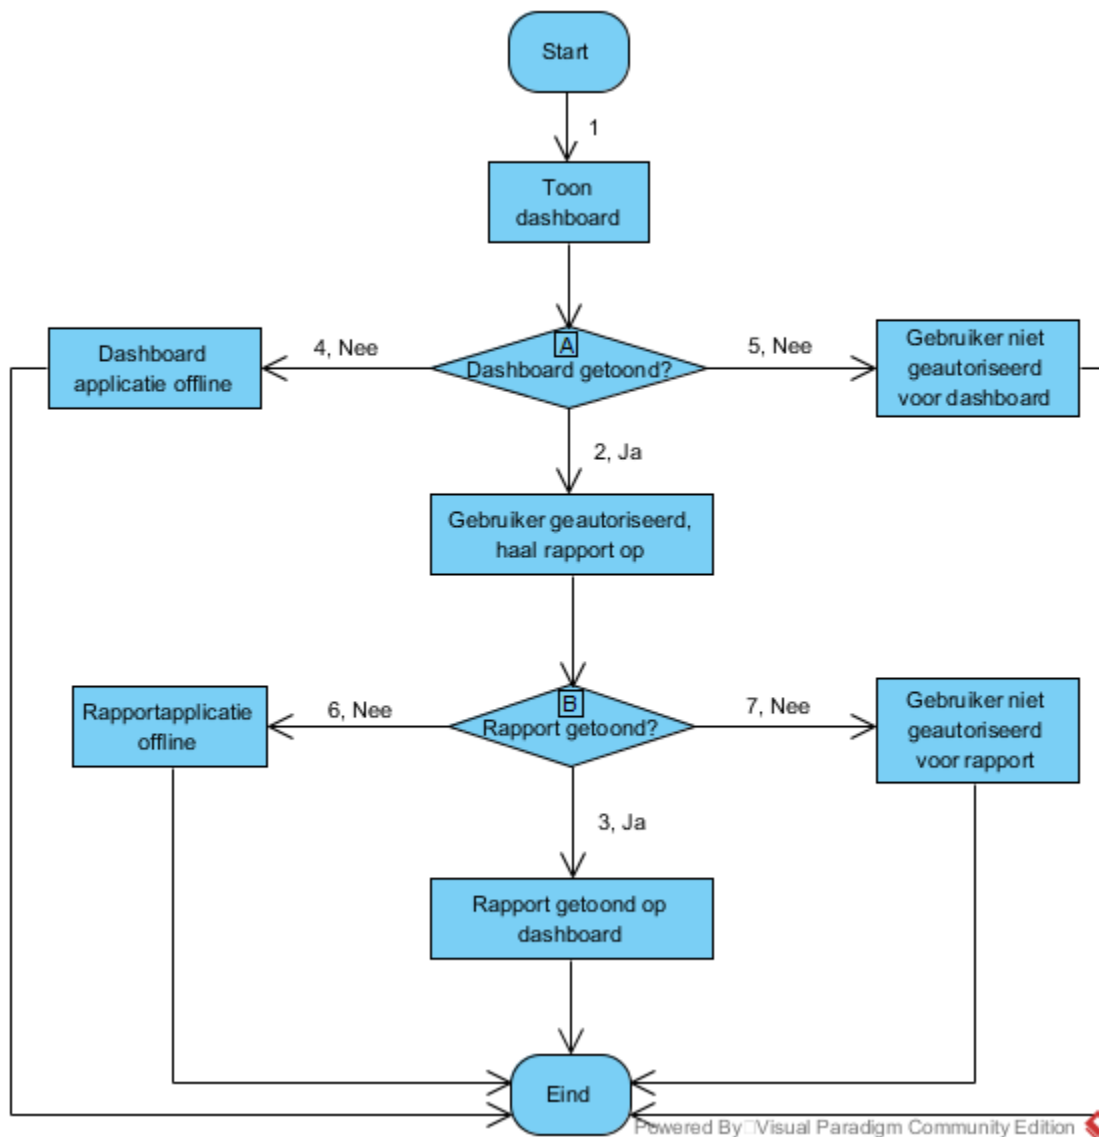 Start
1
Toon
dashboard
A
Dashboard getoond?
4, Nee
5, Nee
Dashboard
applicatie offline
Gebruiker niet
geautoriseerd
voor dashboard
2, Ja
Gebruiker geautoriseerd,
haal rapport op
B
Rapport getoond?
6, Nee
7, Nee
Rapportapplicatie
offline
Gebruiker niet
geautoriseerd
voor rapport
3, Ja
Rapport getoond op
dashboard
Eind
Powered By Visual Paradigm Community Edition